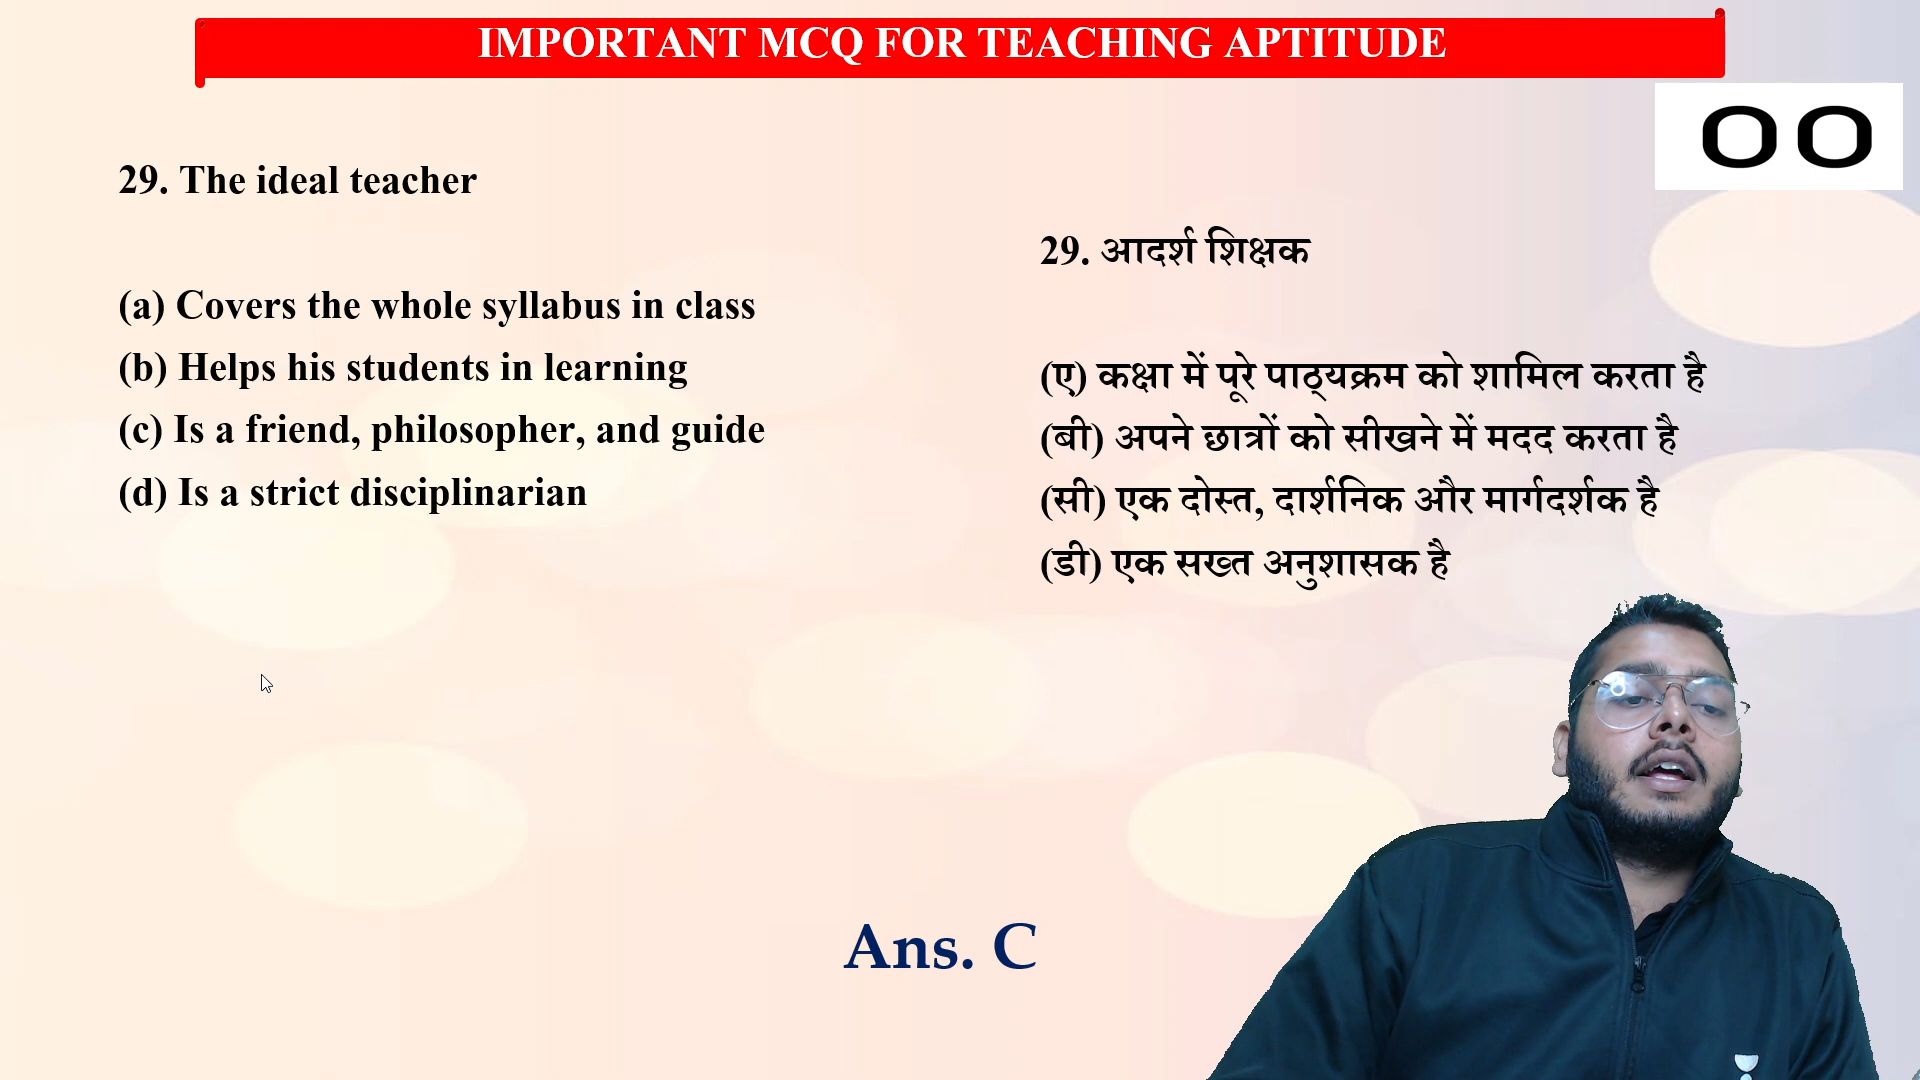 IMPORTANT MCQ FOR TEACHING APTITUDE
00
29. The ideal teacher
(a) Covers the whole syllabus in class
(b) Helps his students in learning
(c) Is a friend, philosopher, and guide
(d) Is a strict disciplinarian
29. आदर्श शिक्षक
(ए) कक्षा में पूरे पाठ्यक्रम को शामिल करता है
(बी) अपने छात्रों को सीखने में मदद करता है
(सी) एक दोस्त, दार्शनिक और मार्गदर्शक है
(डी) एक सख्त अनुशासक है
Ans. C